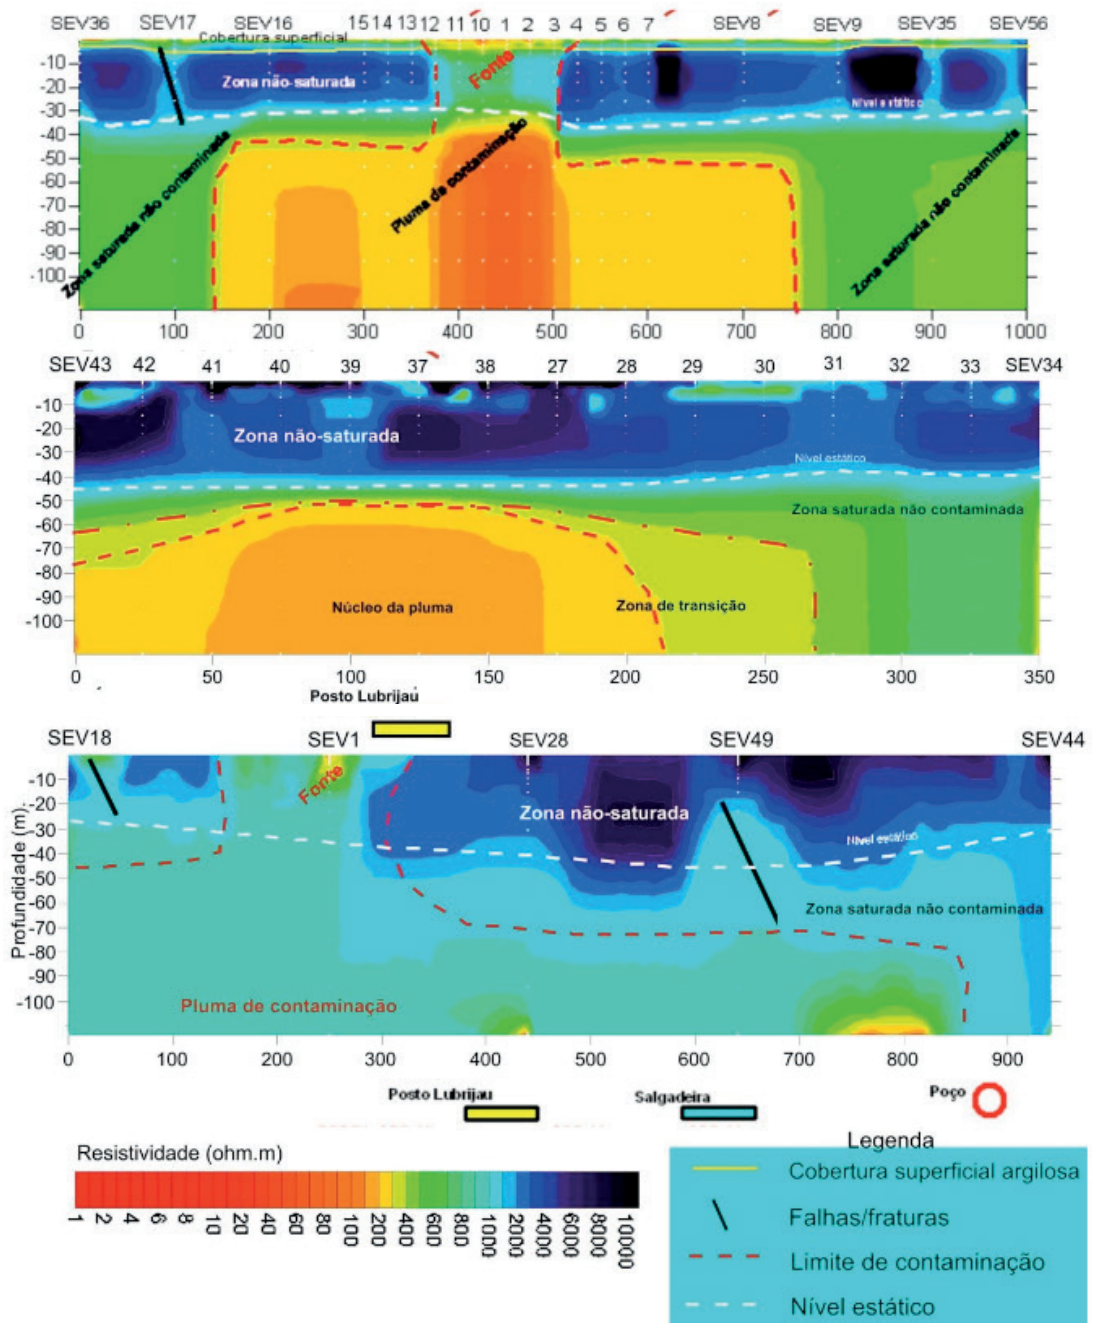 SEV36 SEV17 SEV16 15 14 13 12 11 10 1 2 3 4 5 6 7 SEV8 SEV9 SEV35 SEV56
Cobertura superficial
-10
-20
-30
-40
-50
-60
-70
-80
-90
-100
Zona não-saturada
Fonte
Nível estático
Zona saturada não contaminada
Pluma de contaminação
Zona saturada não contaminada
0 100 200 300 400 500 600 700 800 900 1000
SEV43 42 41 40 39 37 38 27 28 29 30 31 32 33 SEV34
-10
-20
-30
-40
-50
-60
-70
-80
-90
-100
Zona não-saturada
Nível estático
Zona saturada não contaminada
Núcleo da pluma
Zona de transição
0 50 100 150 200 250 300 350
Posto Lubrijaú
SEV18 SEV1 SEV28 SEV49 SEV44
Profundidade (m)
-10
-20
-30
-40
-50
-60
-70
-80
-90
-100
Fonte
Zona não-saturada
Nível estático
Zona saturada não contaminada
Pluma de contaminação
0 100 200 300 400 500 600 700 800 900
Posto Lubrijau
Salgadeira
Poço
Resistividade (ohm.m)
1 2 4 6 8 10 20 40 60 80 100 200 400 600 800 1000 2000 4000 6000 8000 10000
Legenda
Cobertura superficial argilosa
Falhas/fraturas
Limite de contaminação
Nível estático